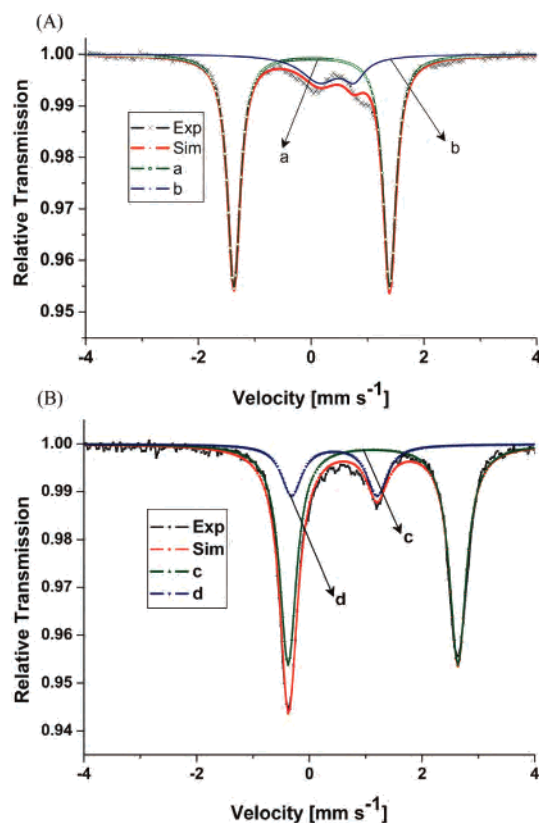 (A)
1.00
0.99
0.98
0.97
0.96
0.95
Relative Transmission
Exp
Sim
a
b
a
b
-4
-2
0
2
4
Velocity [mm s-1]
(B)
1.00
0.99
0.98
0.97
0.96
0.95
0.94
Relative Transmission
Exp
Sim
c
d
c
d
-4
-2
0
2
4
Velocity [mm s-1]